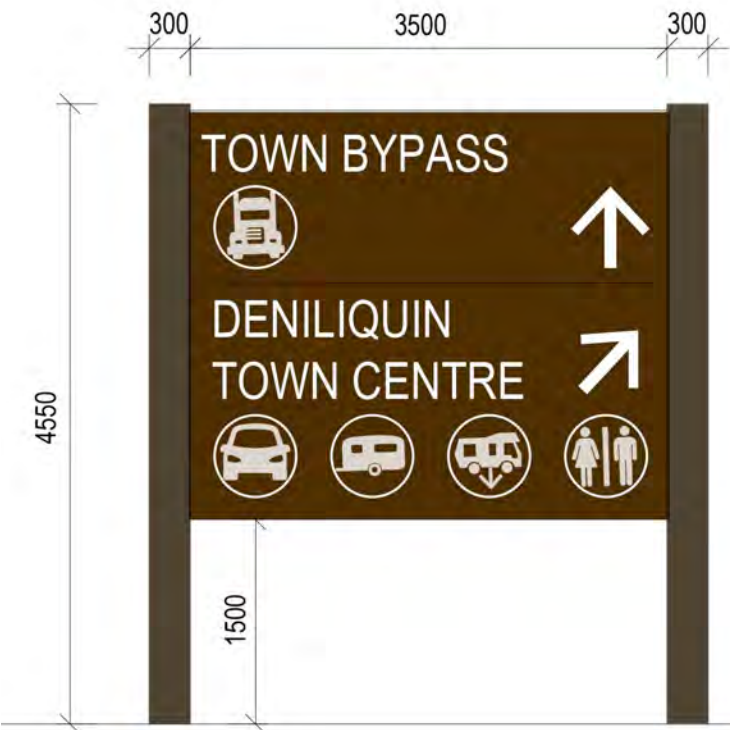 300 3500 300
TOWN BYPASS
DENILIQUIN
TOWN CENTRE
4550
1500